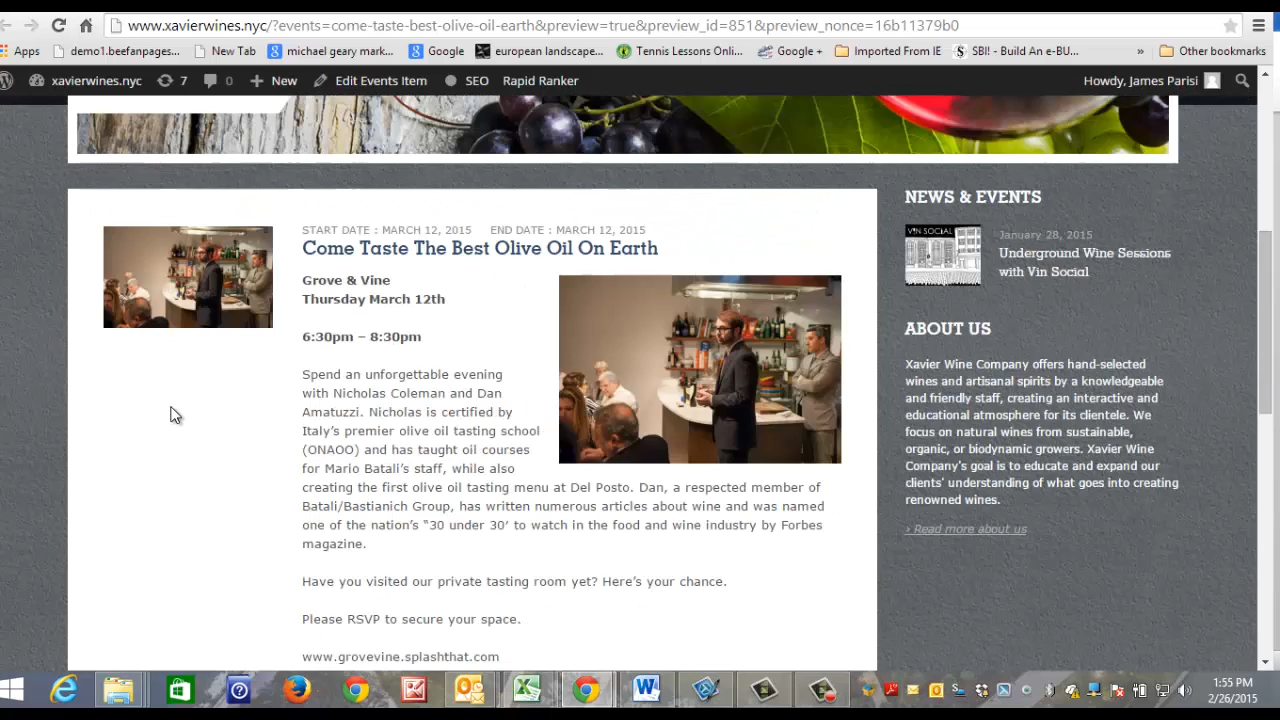 www.xavierwines.nyc/?events=come-taste-best-olive-oil-earth&preview=true&preview_id=851&preview_nonce=16b11379b0
Apps demo1.beefanpages... New Tab michael geary mark... Google european landscape... Tennis Lessons Onli... Google + Imported From IE SBI! - Build An e-BU... » Other bookmarks
xavierwines.nyc 7 0 New Edit Events Item SEO Rapid Ranker Howdy, James Parisi
START DATE : MARCH 12, 2015 END DATE : MARCH 12, 2015
Come Taste The Best Olive Oil On Earth
Grove & Vine
Thursday March 12th
6:30pm – 8:30pm
Spend an unforgettable evening
with Nicholas Coleman and Dan
Amatuzzi. Nicholas is certified by
Italy's premier olive oil tasting school
(ONAOO) and has taught oil courses
for Mario Batali's staff, while also
creating the first olive oil tasting menu at Del Posto. Dan, a respected member of
Batali/Bastianich Group, has written numerous articles about wine and was named
one of the nation's "30 under 30' to watch in the food and wine industry by Forbes
magazine.
Have you visited our private tasting room yet? Here's your chance.
Please RSVP to secure your space.
www.grovevine.splashthat.com
NEWS & EVENTS
VIN SOCIAL
January 28, 2015
Underground Wine Sessions
with Vin Social
ABOUT US
Xavier Wine Company offers hand-selected
wines and artisanal spirits by a knowledgeable
and friendly staff, creating an interactive and
educational atmosphere for its clientele. We
focus on natural wines from sustainable,
organic, or biodynamic growers. Xavier Wine
Company's goal is to educate and expand our
clients' understanding of what goes into creating
renowned wines.
› Read more about us
1:55 PM
2/26/2015